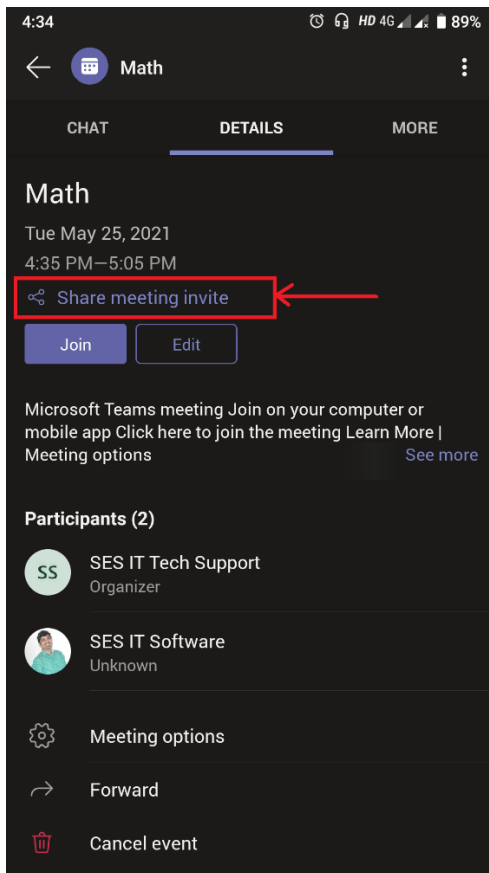 4:34 HD 4G 89%
Math
CHAT DETAILS MORE
Math
Tue May 25, 2021
4:35 PM—5:05 PM
Share meeting invite
Join Edit
Microsoft Teams meeting Join on your computer or
mobile app Click here to join the meeting Learn More |
Meeting options See more
Participants (2)
SS SES IT Tech Support
Organizer
SES IT Software
Unknown
Meeting options
Forward
Cancel event